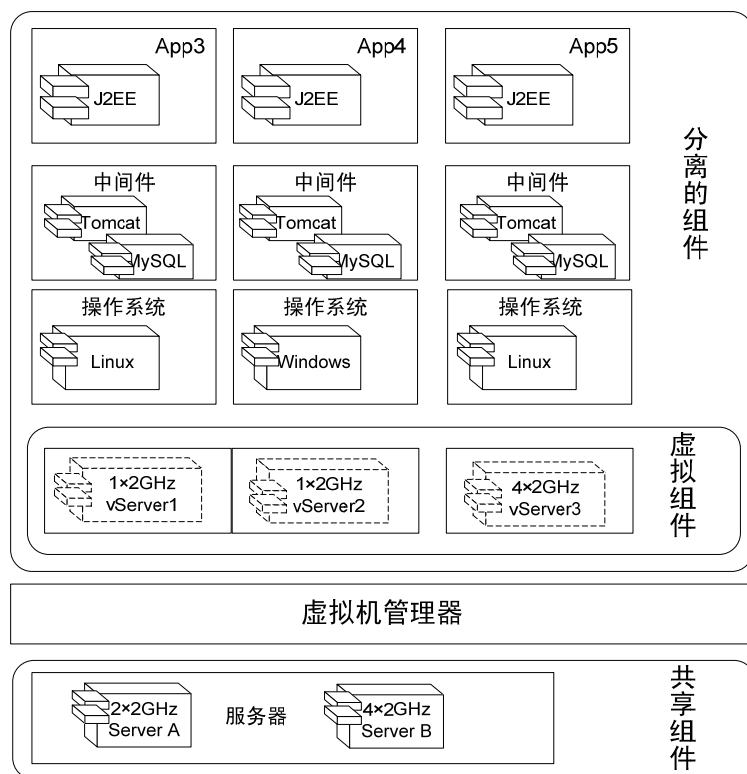 App3 App4 App5
J2EE J2EE J2EE
分离的组件
中间件 中间件 中间件
Tomcat Tomcat Tomcat
MySQL MySQL MySQL
操作系统 操作系统 操作系统
Linux Windows Linux
虚拟组件
1×2GHz 1×2GHz 4×2GHz
vServer1 vServer2 vServer3
虚拟机管理器
共享组件
2×2GHz 服务器 4×2GHz
Server A Server B